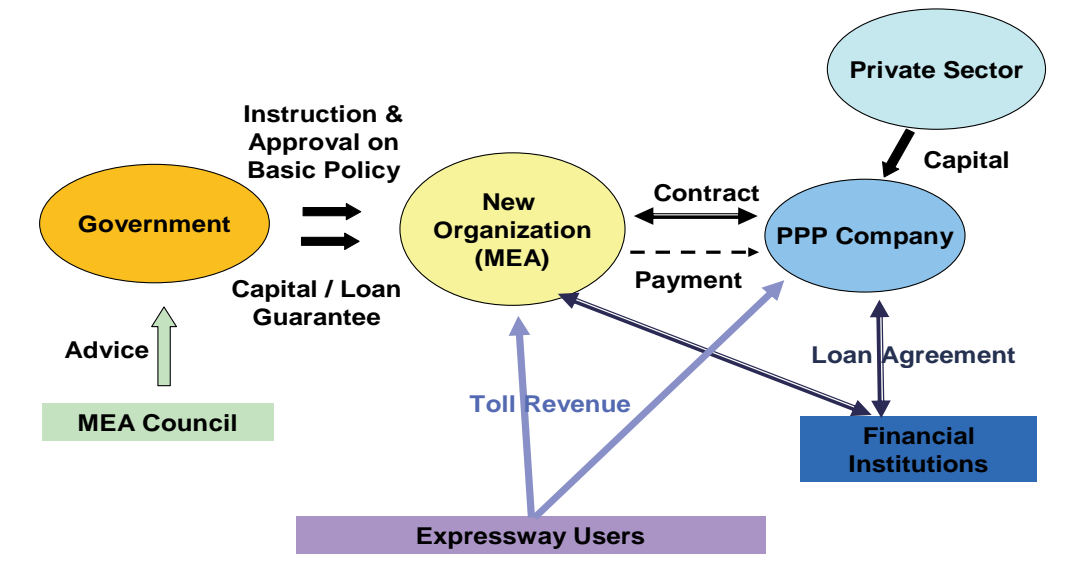 Private Sector
Instruction &
Approval on
Basic Policy
Capital
Government
New
Organization
(MEA)
Contract
PPP Company
Payment
Capital / Loan
Guarantee
Advice
Loan Agreement
Toll Revenue
MEA Council
Financial
Institutions
Expressway Users